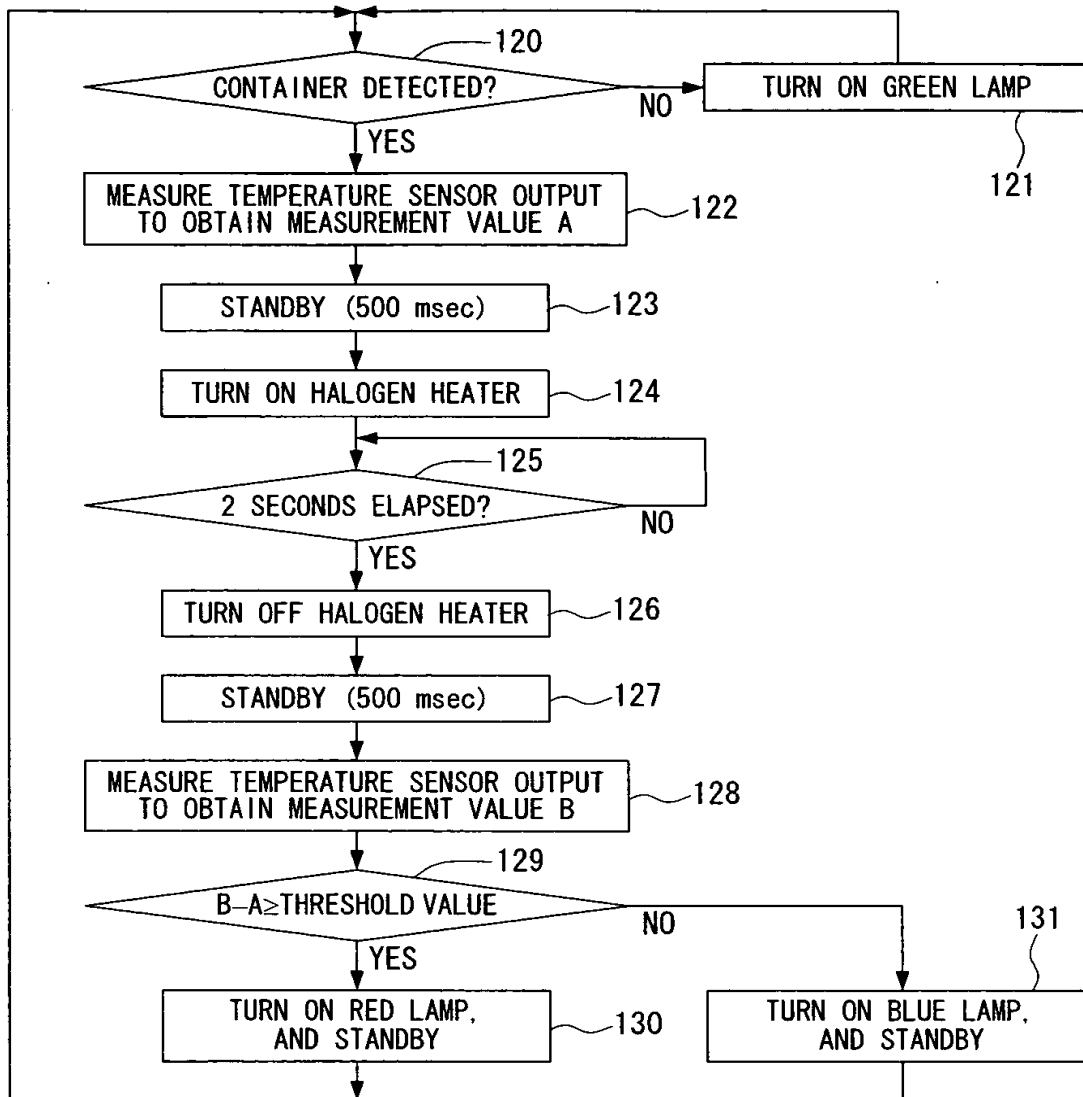 120
CONTAINER DETECTED?
NO
TURN ON GREEN LAMP
121
YES
MEASURE TEMPERATURE SENSOR OUTPUT
TO OBTAIN MEASUREMENT VALUE A
122
STANDBY (500 msec)
123
TURN ON HALOGEN HEATER
124
125
2 SECONDS ELAPSED?
NO
YES
TURN OFF HALOGEN HEATER
126
STANDBY (500 msec)
127
MEASURE TEMPERATURE SENSOR OUTPUT
TO OBTAIN MEASUREMENT VALUE B
128
129
B–A≥THRESHOLD VALUE
NO
YES
TURN ON RED LAMP,
AND STANDBY
130
131
TURN ON BLUE LAMP,
AND STANDBY